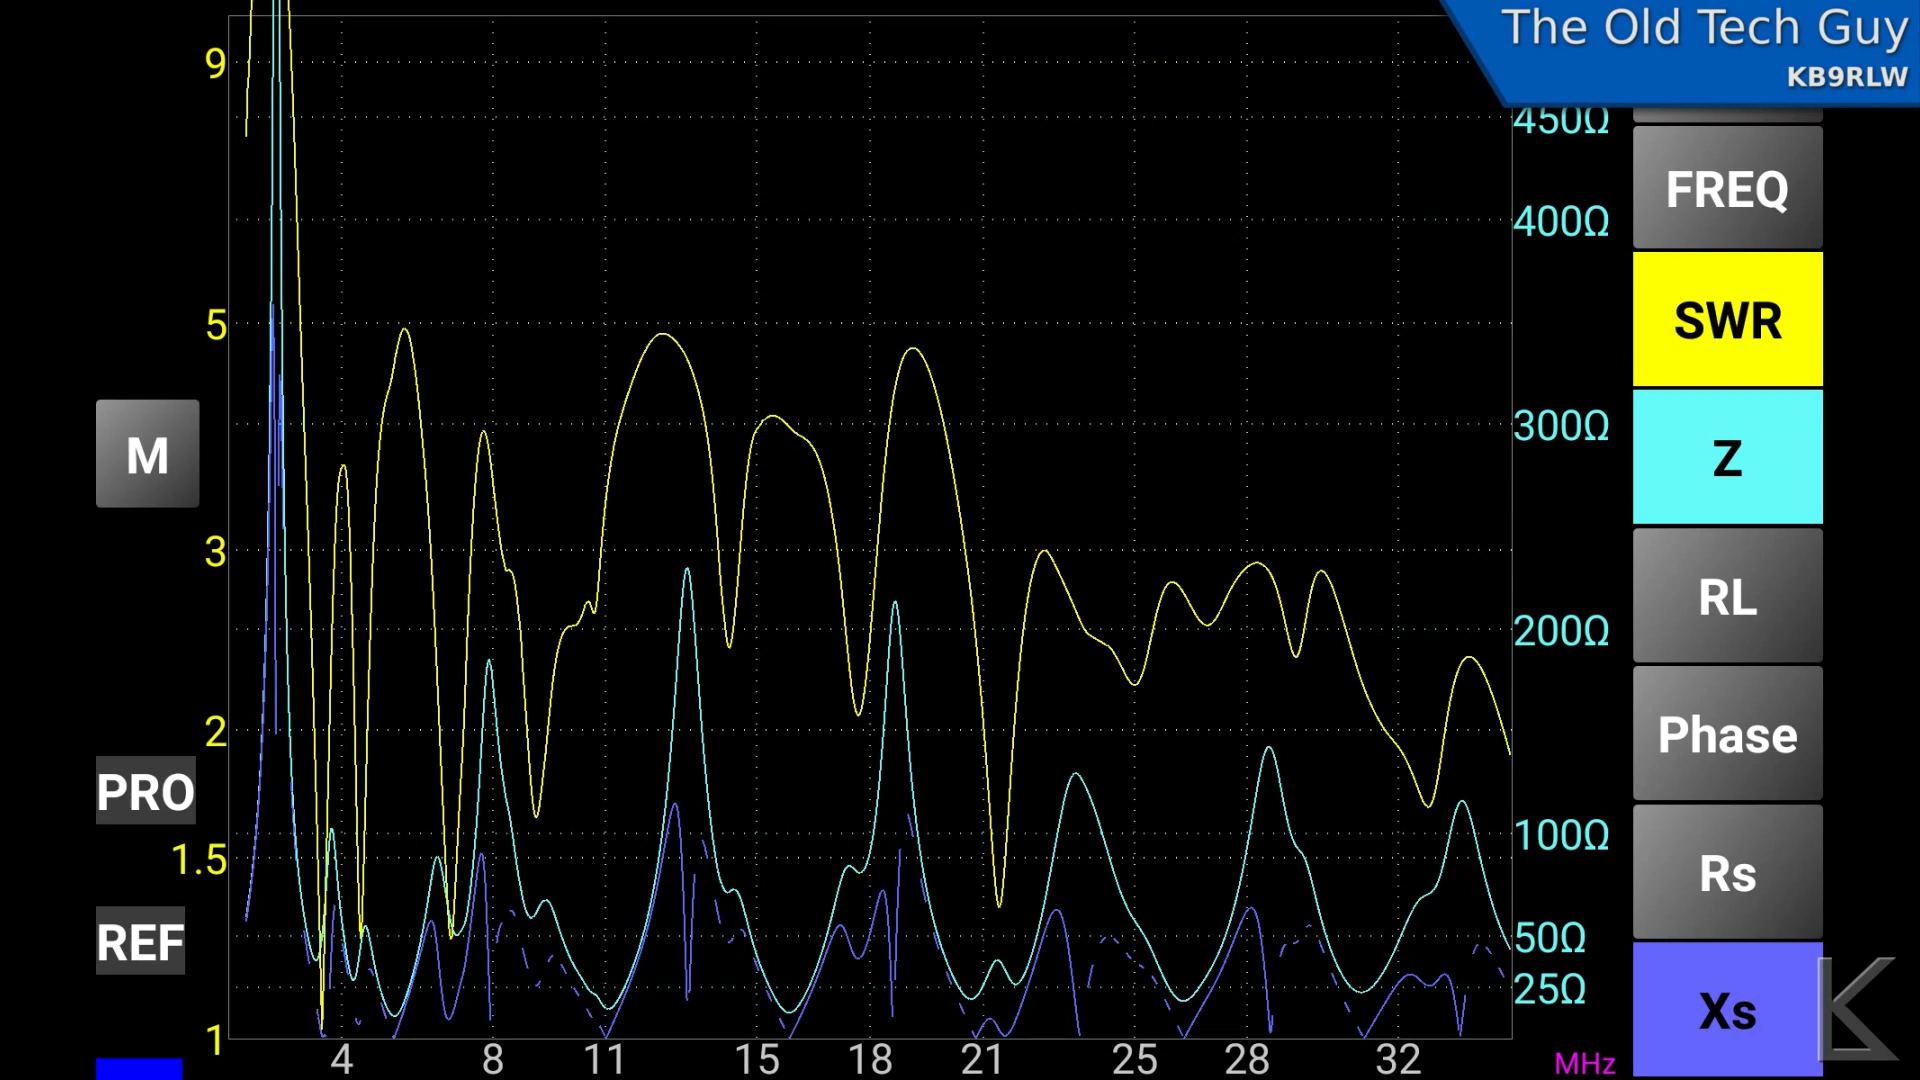 The Old Tech Guy
KB9RLW
9
5
3
2
1.5
1
450Ω
400Ω
300Ω
200Ω
100Ω
50Ω
25Ω
4 8 11 15 18 21 25 28 32 MHz
M
PRO
REF
FREQ
SWR
Z
RL
Phase
Rs
Xs
K